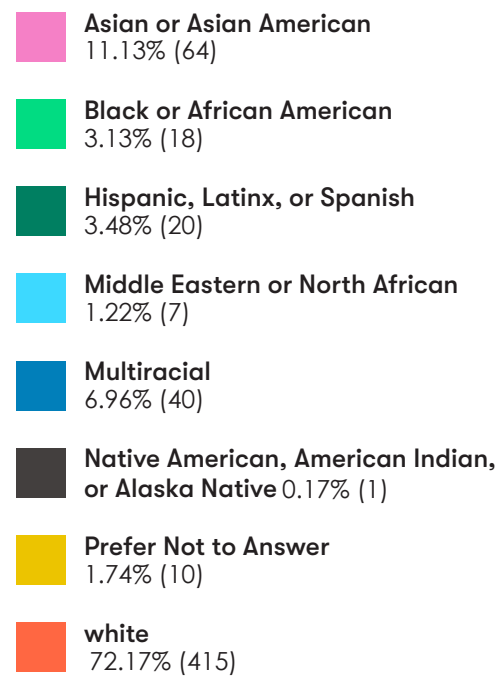 Asian or Asian American
11.13% (64)
Black or African American
3.13% (18)
Hispanic, Latinx, or Spanish
3.48% (20)
Middle Eastern or North African
1.22% (7)
Multiracial
6.96% (40)
Native American, American Indian,
or Alaska Native 0.17% (1)
Prefer Not to Answer
1.74% (10)
white
72.17% (415)